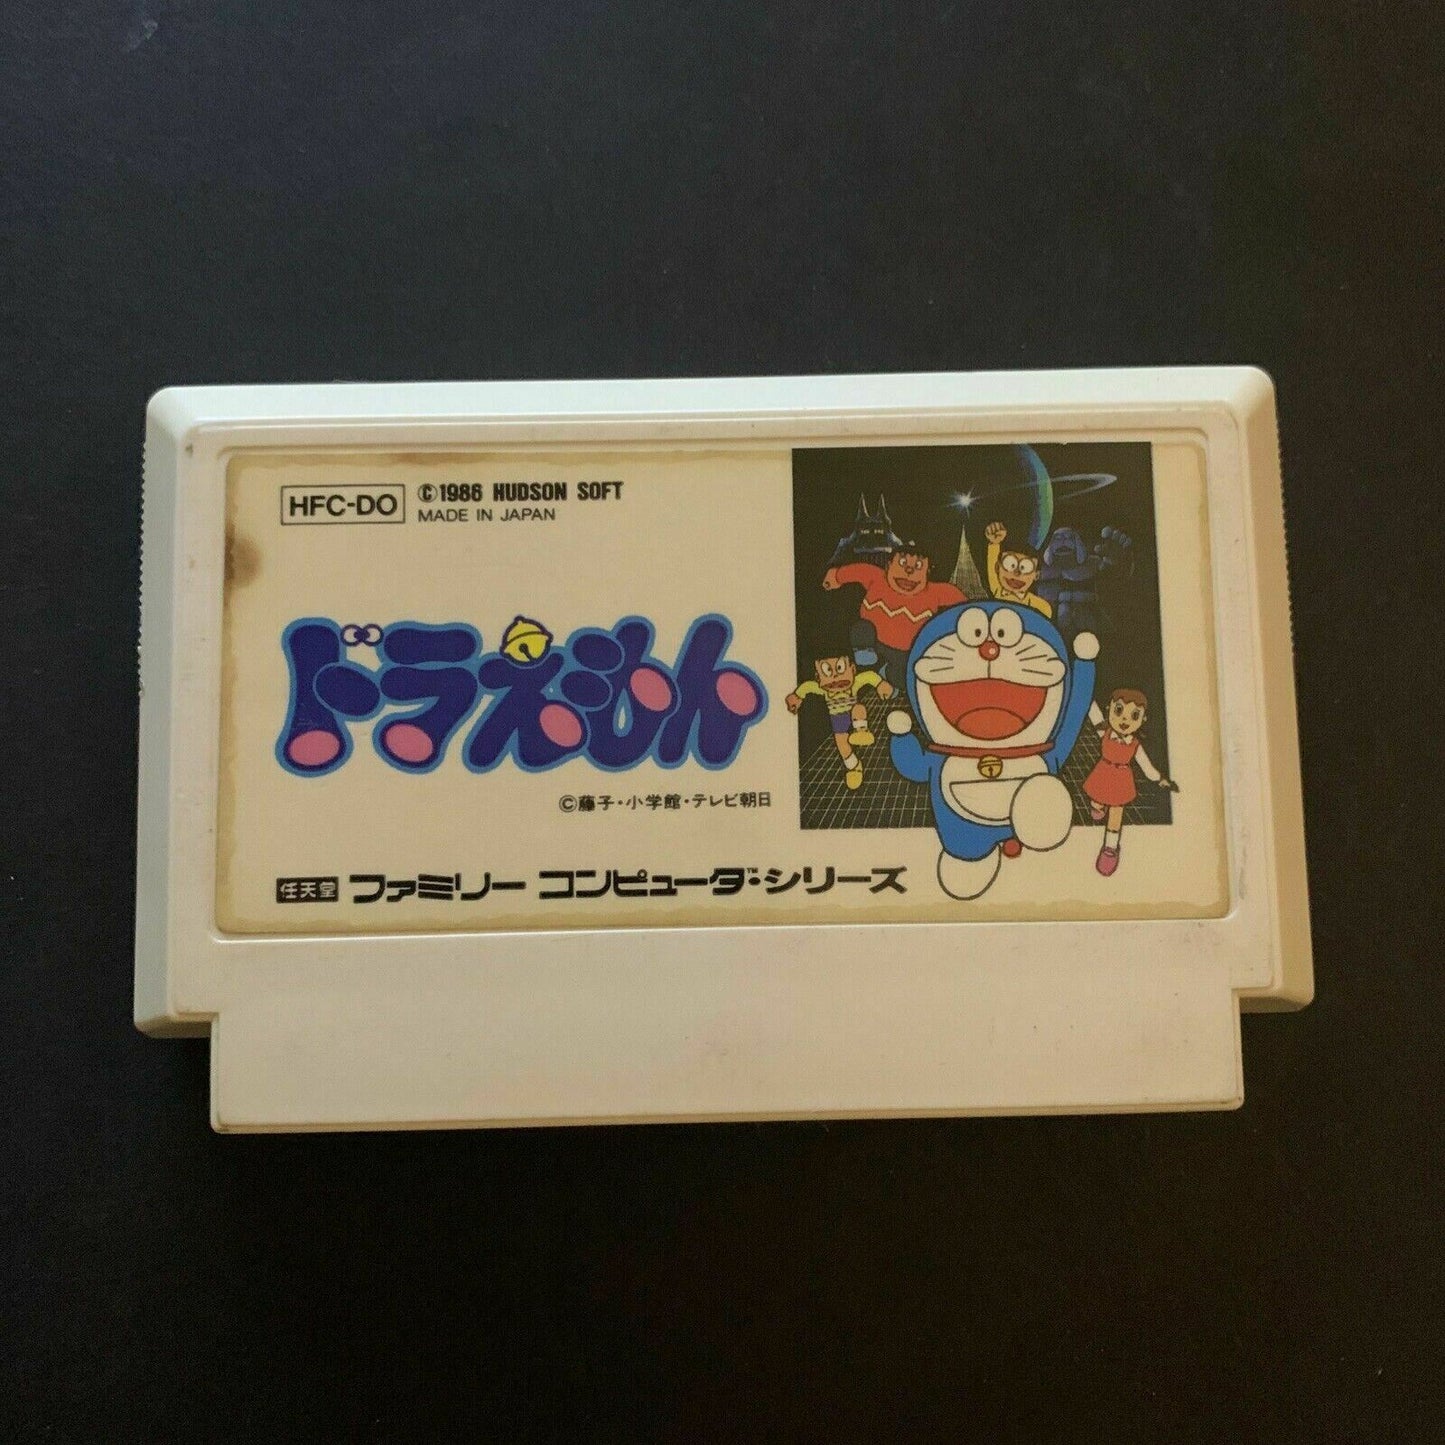 HFC-DO
©1986 HUDSON SOFT
MADE IN JAPAN
ドラえもん
©藤子・小学館・テレビ朝日
任天堂 ファミリー コンピュータ™・シリーズ